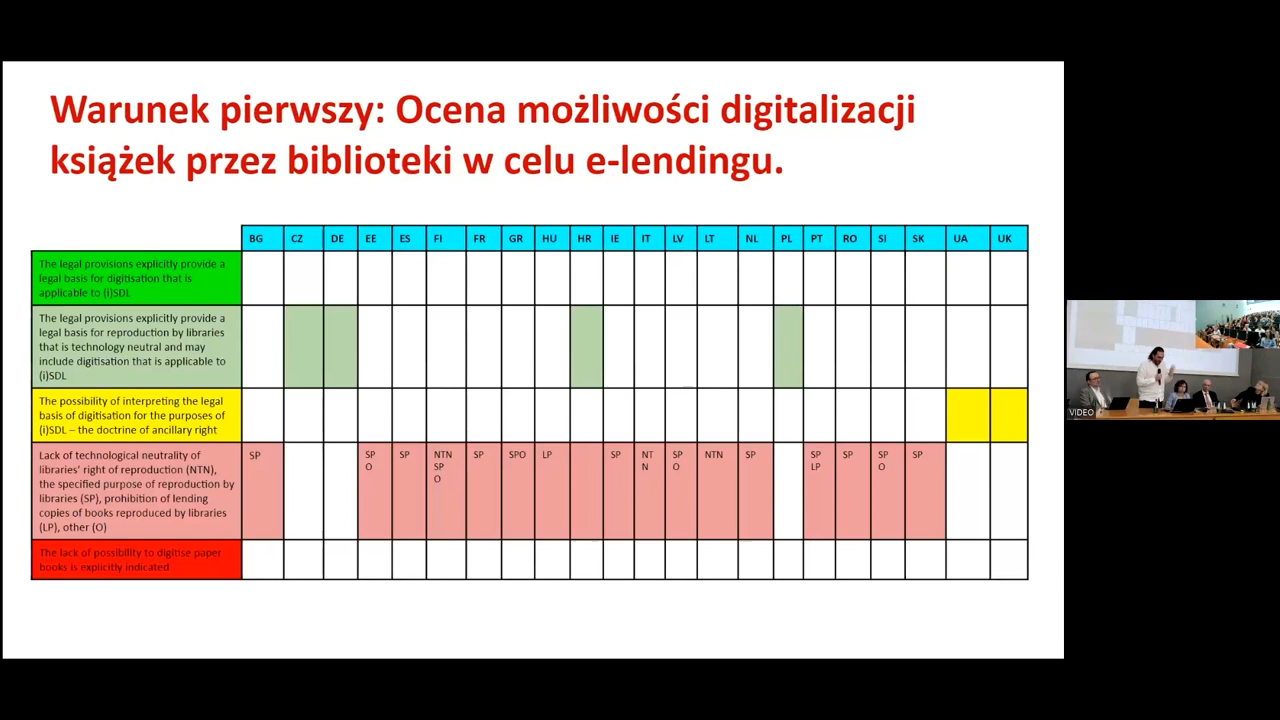 Warunek pierwszy: Ocena możliwości digitalizacji
książek przez biblioteki w celu e-lendingu.
BG CZ DE EE ES FI FR GR HU HR IE IT LV LT NL PL PT RO SI SK UA UK
The legal provisions explicitly provide a
legal basis for digitisation that is
applicable to (i)SDL
The legal provisions explicitly provide a
legal basis for reproduction by libraries
that is technology neutral and may
include digitisation that is applicable to
(i)SDL
The possibility of interpreting the legal
basis of digitisation for the purposes of
(i)SDL – the doctrine of ancillary right
Lack of technological neutrality of
libraries' right of reproduction (NTN),
the specified purpose of reproduction by
libraries (SP), prohibition of lending
copies of books reproduced by libraries
(LP), other (O)
SP SP SP NTN SP SPO LP SP NT SP NTN SP SP SP SP SP
O SP N O LP O
O
The lack of possibility to digitise paper
books is explicitly indicated
VIDEO